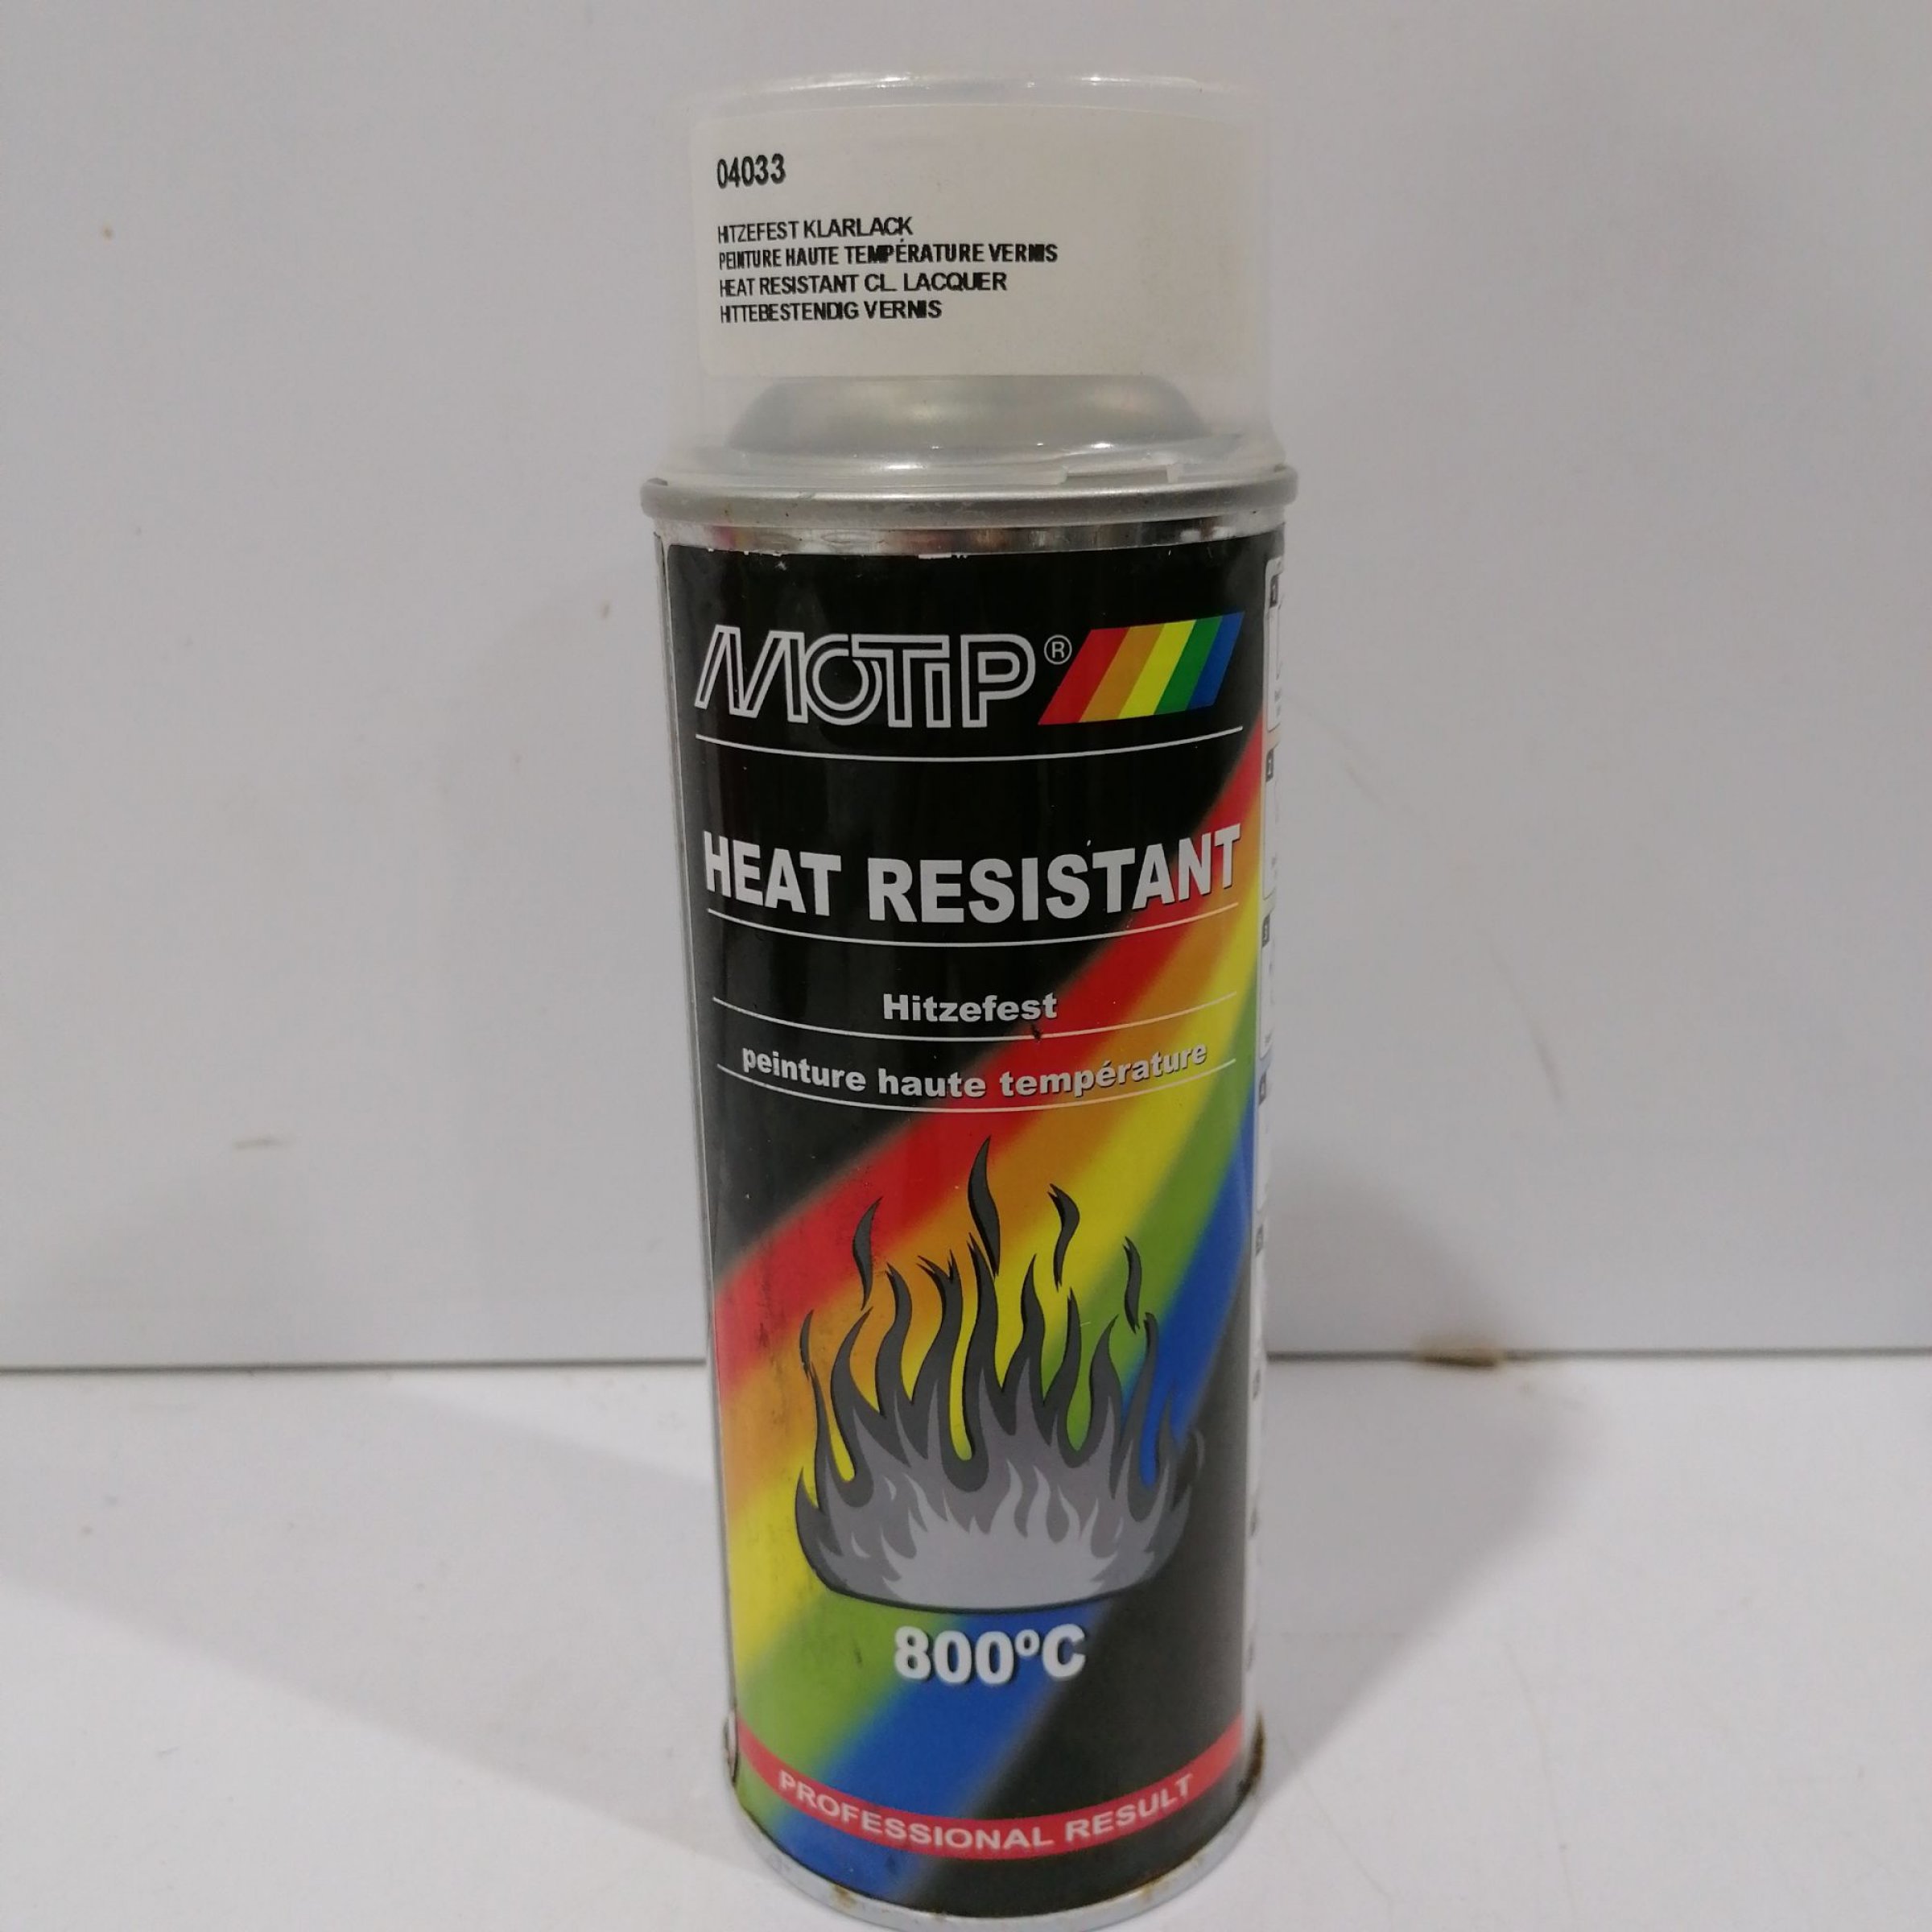 04033
HITZEFEST KLARLACK
PEINTURE HAUTE TEMPÉRATURE VERNIS
HEAT RESISTANT CL. LACQUER
HITTEBESTENDIG VERNIS
MOTIP®
HEAT RESISTANT
Hitzefest
peinture haute température
800ºC
PROFESSIONAL RESULT